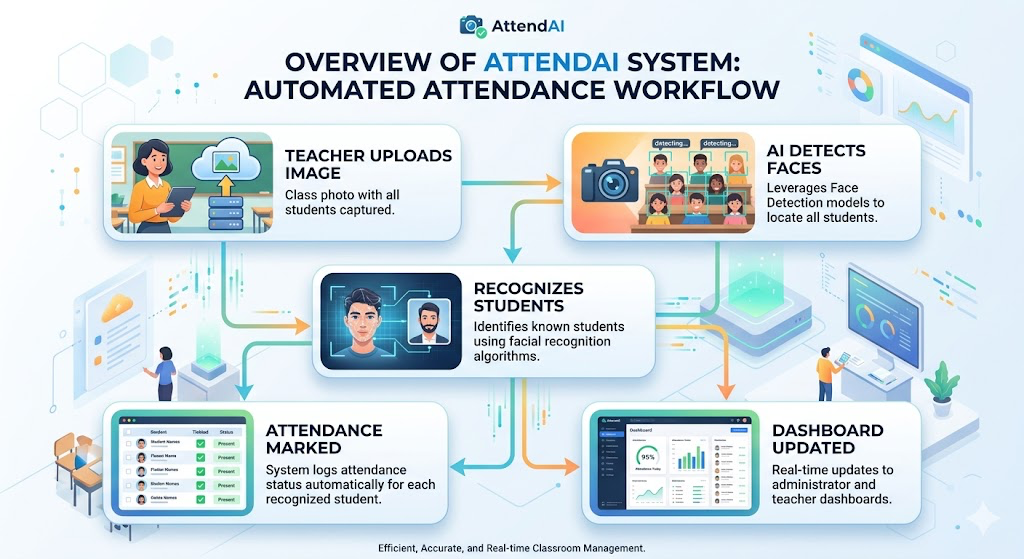 AttendAI
OVERVIEW OF ATTENDAI SYSTEM:
AUTOMATED ATTENDANCE WORKFLOW
TEACHER UPLOADS
IMAGE
Class photo with all
students captured.
detecting...
detecting...
AI DETECTS
FACES
Leverages Face
Detection models to
locate all students.
RECOGNIZES
STUDENTS
Identifies known students
using facial recognition
algorithms.
Status
Present
Present
Present
Present
Present
ATTENDANCE
MARKED
System logs attendance
status automatically for each
recognized student.
Dashboard
95%
Attendance Today
DASHBOARD
UPDATED
Real-time updates to
administrator and
teacher dashboards.
Efficient, Accurate, and Real-time Classroom Management.